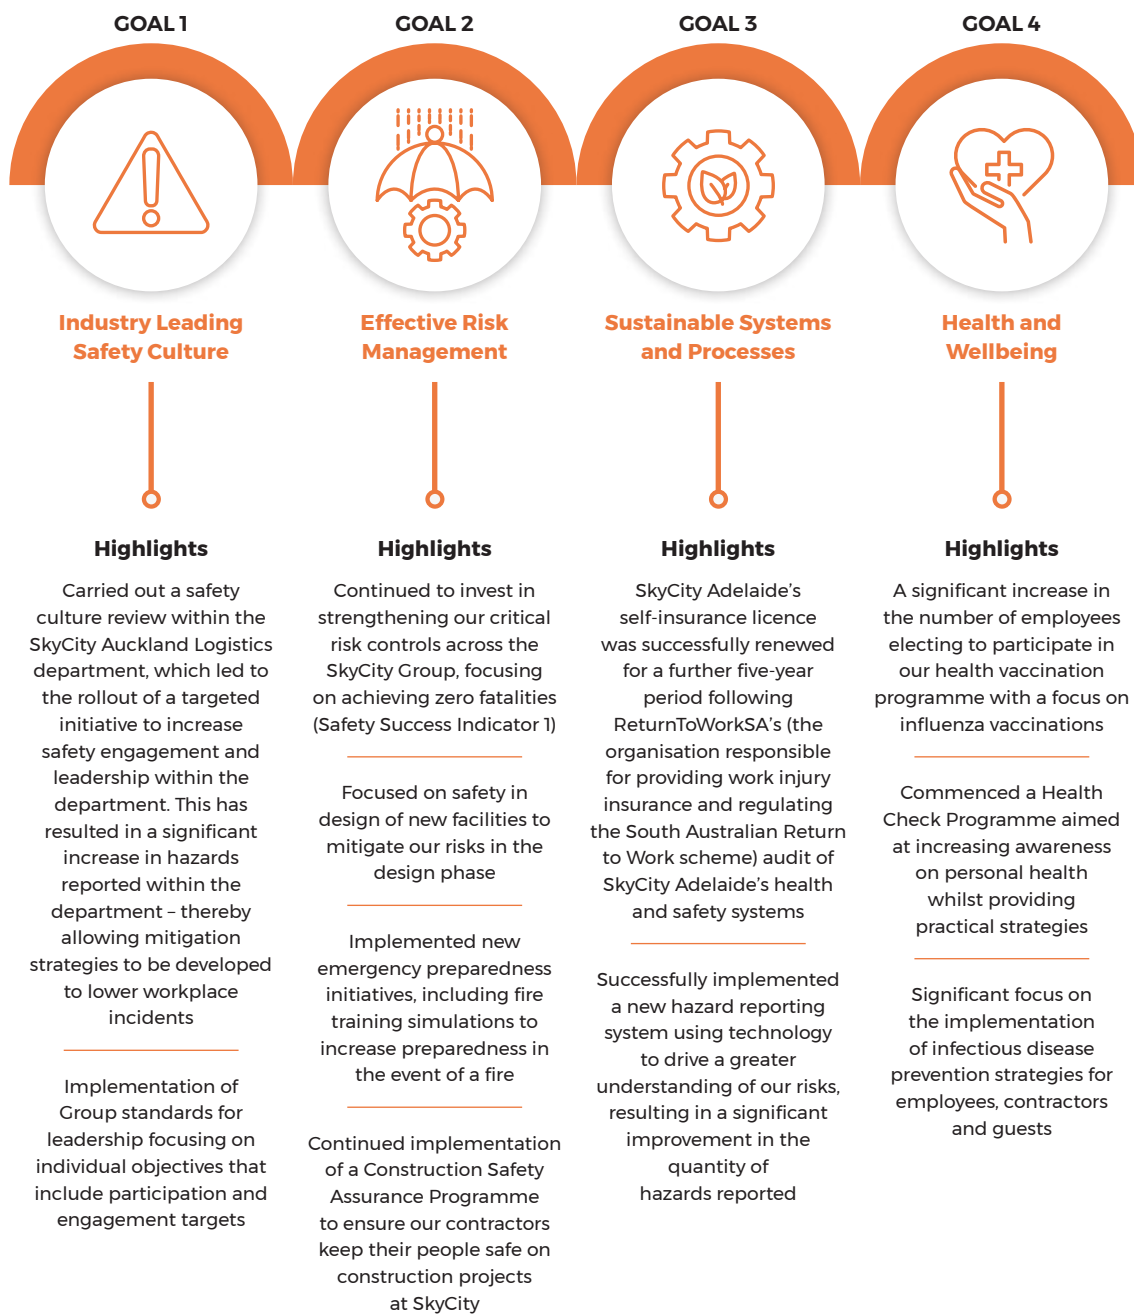 GOAL 1
Industry Leading
Safety Culture
Highlights
Carried out a safety
culture review within the
SkyCity Auckland Logistics
department, which led to
the rollout of a targeted
initiative to increase
safety engagement and
leadership within the
department. This has
resulted in a significant
increase in hazards
reported within the
department – thereby
allowing mitigation
strategies to be developed
to lower workplace
incidents
Implementation of
Group standards for
leadership focusing on
individual objectives that
include participation and
engagement targets
GOAL 2
Effective Risk
Management
Highlights
Continued to invest in
strengthening our critical
risk controls across the
SkyCity Group, focusing
on achieving zero fatalities
(Safety Success Indicator 1)
Focused on safety in
design of new facilities to
mitigate our risks in the
design phase
Implemented new
emergency preparedness
initiatives, including fire
training simulations to
increase preparedness in
the event of a fire
Continued implementation
of a Construction Safety
Assurance Programme
to ensure our contractors
keep their people safe on
construction projects
at SkyCity
GOAL 3
Sustainable Systems
and Processes
Highlights
SkyCity Adelaide’s
self-insurance licence
was successfully renewed
for a further five-year
period following
ReturnToWorkSA’s (the
organisation responsible
for providing work injury
insurance and regulating
the South Australian Return
to Work scheme) audit of
SkyCity Adelaide’s health
and safety systems
Successfully implemented
a new hazard reporting
system using technology
to drive a greater
understanding of our risks,
resulting in a significant
improvement in the
quantity of
hazards reported
GOAL 4
Health and
Wellbeing
Highlights
A significant increase in
the number of employees
electing to participate in
our health vaccination
programme with a focus on
influenza vaccinations
Commenced a Health
Check Programme aimed
at increasing awareness
on personal health
whilst providing
practical strategies
Significant focus on
the implementation
of infectious disease
prevention strategies for
employees, contractors
and guests